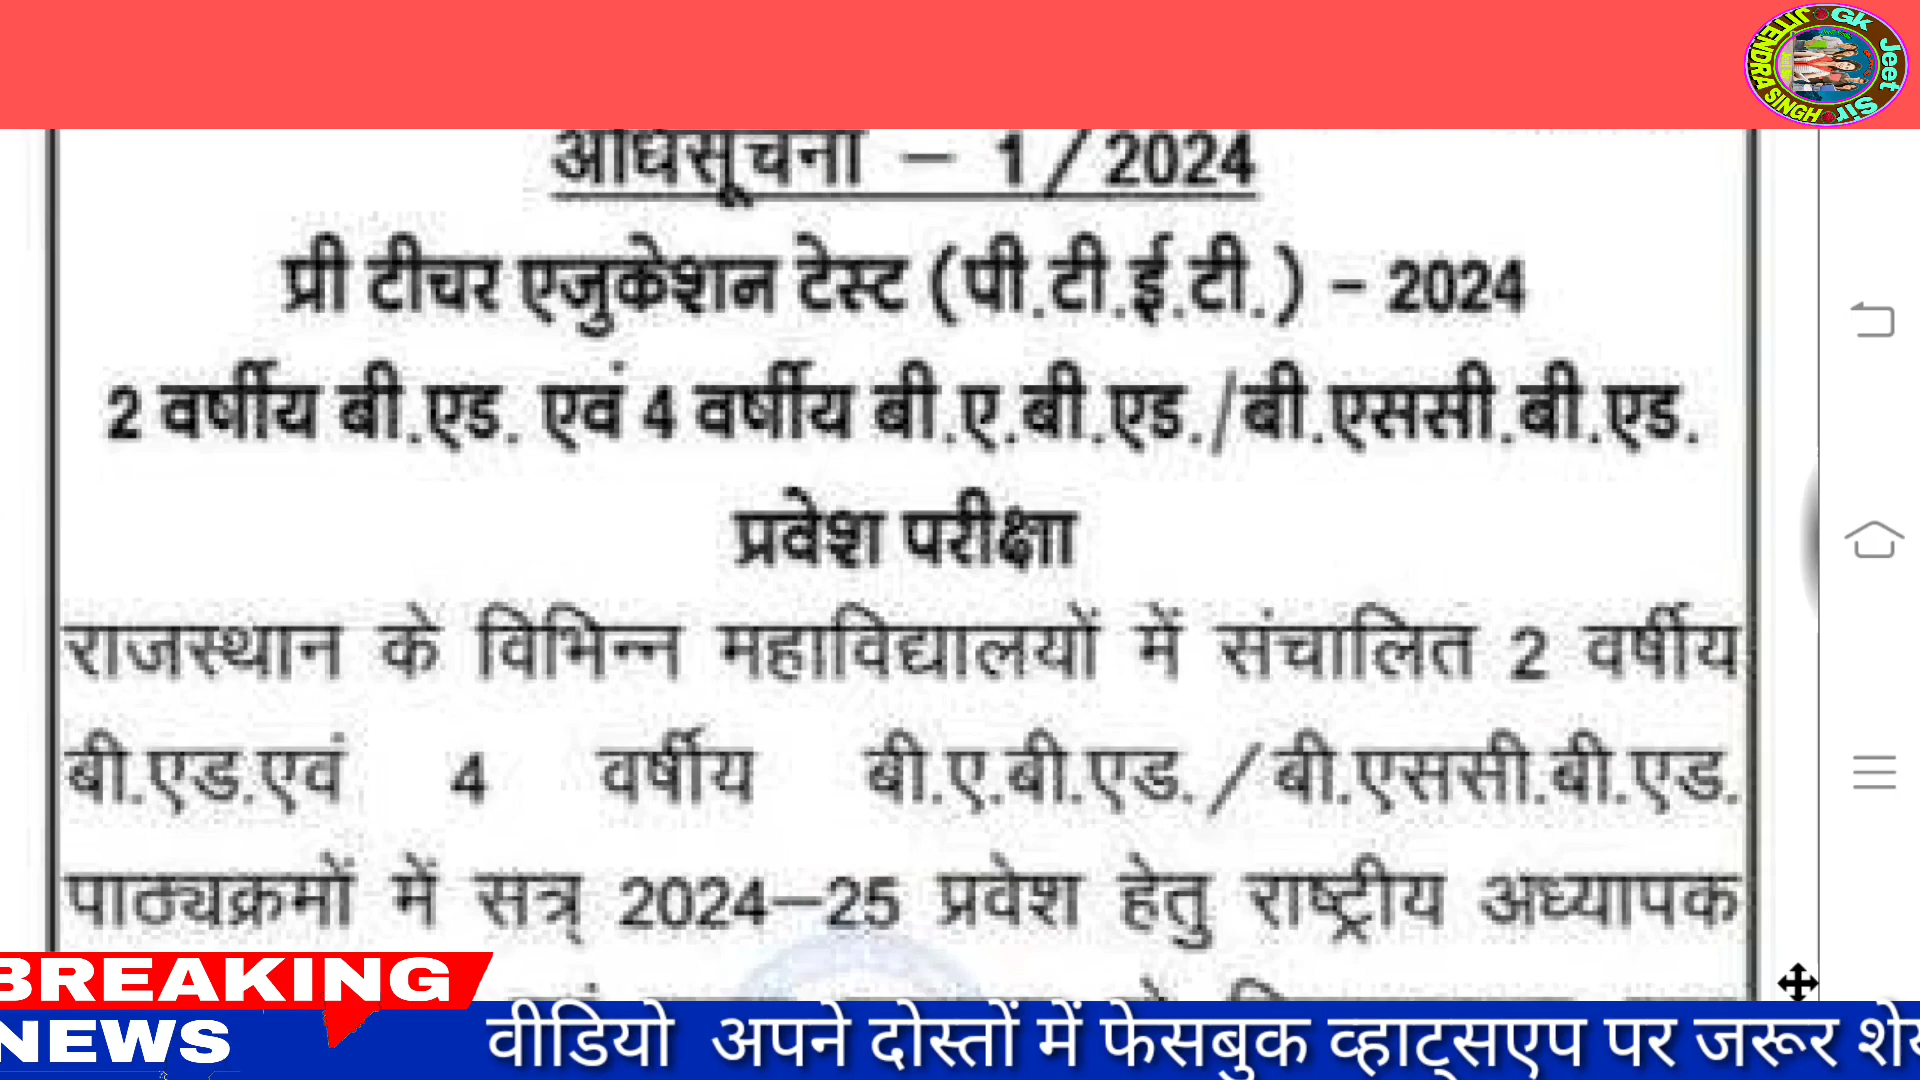 Gk Jeet Sir
JITENDRA SINGH
अधिसूचना – 1/2024
प्री टीचर एजुकेशन टेस्ट (पी.टी.ई.टी.) – 2024
2 वर्षीय बी.एड. एवं 4 वर्षीय बी.ए.बी.एड./बी.एससी.बी.एड.
प्रवेश परीक्षा
राजस्थान के विभिन्न महाविद्यालयों में संचालित 2 वर्षीय
बी.एड.एवं 4 वर्षीय बी.ए.बी.एड./बी.एससी.बी.एड.
पाठ्यक्रमों में सत्र् 2024–25 प्रवेश हेतु राष्ट्रीय अध्यापक
BREAKING
NEWS
वीडियो अपने दोस्तों में फेसबुक व्हाट्सएप पर जरूर